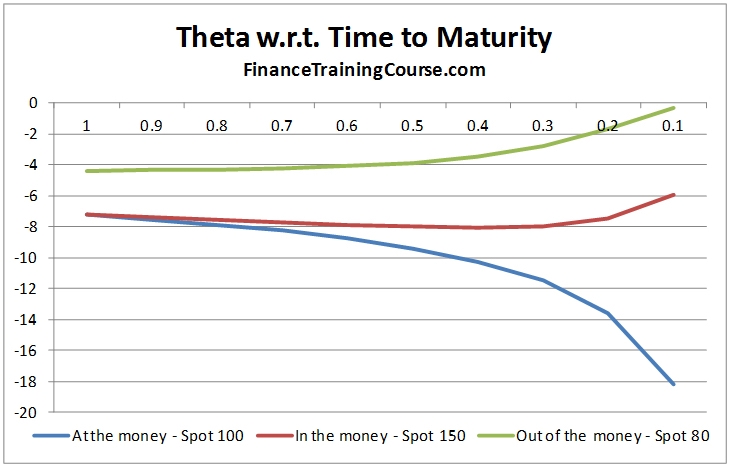 Theta w.r.t. Time to Maturity
FinanceTrainingCourse.com
0
1 0.9 0.8 0.7 0.6 0.5 0.4 0.3 0.2 0.1
-2
-4
-6
-8
-10
-12
-14
-16
-18
-20
At the money - Spot 100 In the money - Spot 150 Out of the money - Spot 80